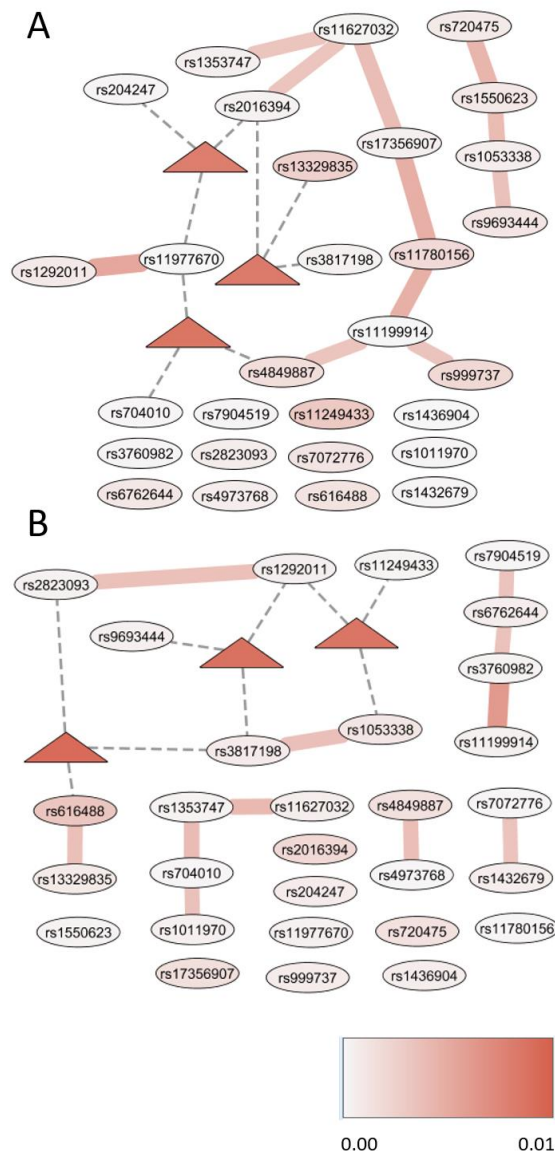 A
rs11627032
rs720475
rs1353747
rs204247
rs2016394
rs1550623
rs17356907
rs13329835
rs1053338
rs9693444
rs1292011
rs11977670
rs3817198
rs11780156
rs11199914
rs4849887
rs999737
rs704010
rs7904519
rs11249433
rs1436904
rs3760982
rs2823093
rs7072776
rs1011970
rs6762644
rs4973768
rs616488
rs1432679
B
rs2823093
rs1292011
rs11249433
rs7904519
rs9693444
rs6762644
rs3760982
rs3817198
rs1053338
rs11199914
rs616488
rs1353747
rs11627032
rs4849887
rs7072776
rs13329835
rs704010
rs2016394
rs4973768
rs1432679
rs204247
rs1550623
rs1011970
rs11977670
rs720475
rs11780156
rs17356907
rs999737
rs1436904
0.00 0.01